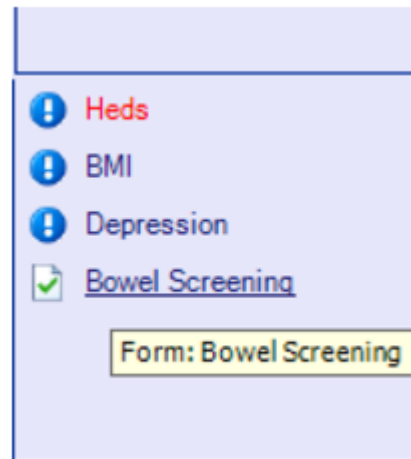 Heds
BMI
Depression
Bowel Screening
Form: Bowel Screening